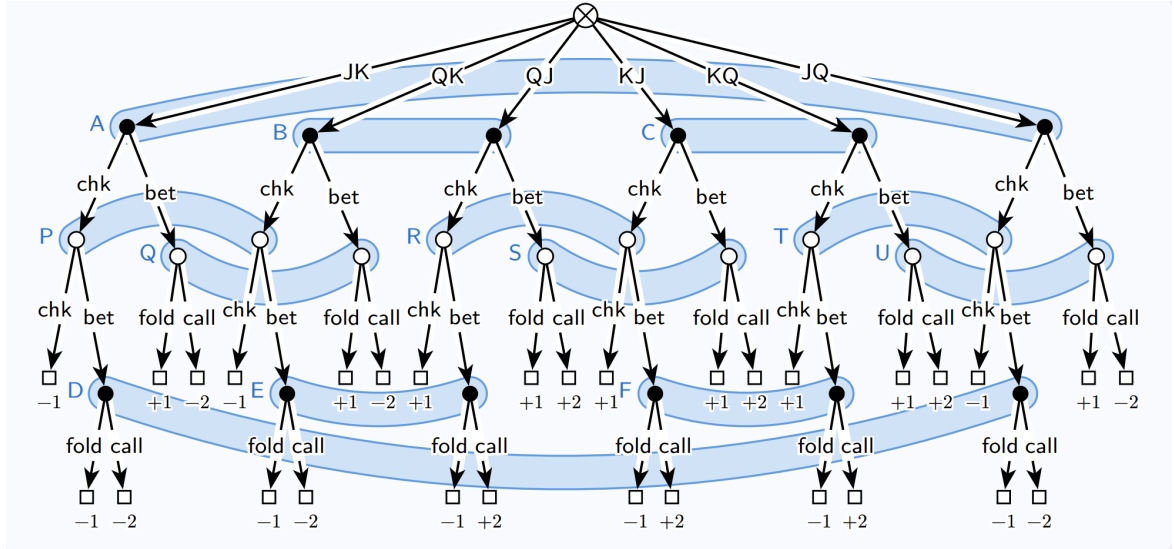 JK QK QJ KJ KQ JQ
A B C
chk bet chk bet chk bet chk bet chk bet chk bet
P Q R S T U
chk bet fold call chk bet fold call chk bet fold call chk bet fold call chk bet fold call chk bet fold call
−1 D +1 −2 −1 E +1 −2 +1 +1 +2 +1 F +1 +2 +1 +1 +2 −1 +1 −2
fold call fold call fold call fold call fold call fold call
−1 −2 −1 −2 −1 +2 −1 +2 −1 +2 −1 −2